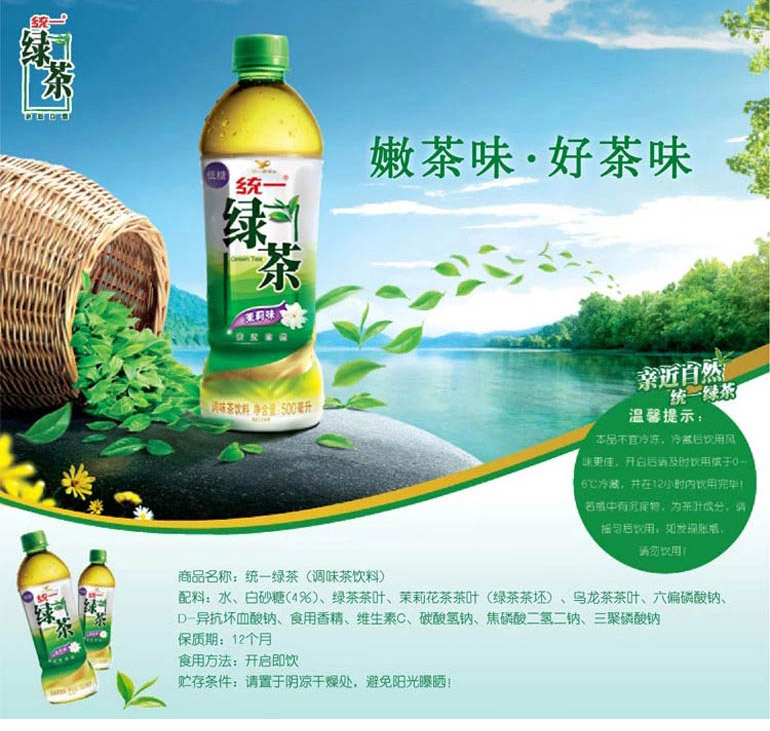 统一®
绿茶
嫩茶味·好茶味
低糖
统一®
绿茶
Green Tea
茉莉味
调味茶饮料 净含量:500毫升
亲近自然
统一绿茶
温馨提示:
本品不宜冷冻,冷藏后饮用风
味更佳,开启后请及时饮用或于0-
6℃冷藏,并在12小时内饮用完毕!
若瓶中有沉淀物,为茶叶成分,请
摇匀后饮用;如发现胀瓶,
请勿饮用!
统一
绿茶
绿茶
商品名称:统一绿茶(调味茶饮料)
配料:水、白砂糖(4%)、绿茶茶叶、茉莉花茶茶叶(绿茶茶坯)、乌龙茶茶叶、六偏磷酸钠、
D-异抗坏血酸钠、食用香精、维生素C、碳酸氢钠、焦磷酸二氢二钠、三聚磷酸钠
保质期:12个月
食用方法:开启即饮
贮存条件:请置于阴凉干燥处,避免阳光曝晒!